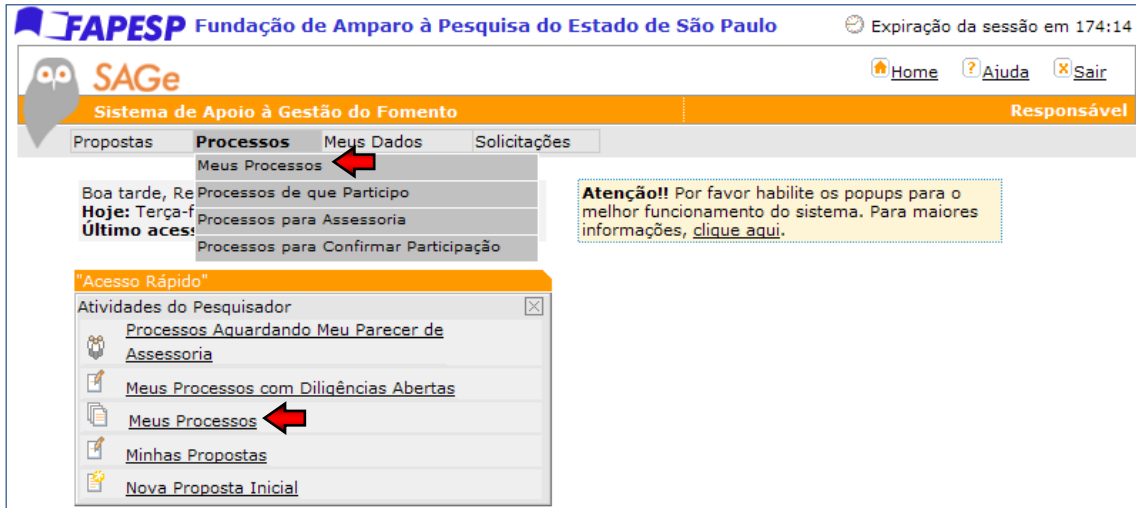 FAPESP Fundação de Amparo à Pesquisa do Estado de São Paulo Expiração da sessão em 174:14
SAGe Home ? Ajuda x Sair
Sistema de Apoio à Gestão do Fomento Responsável
Propostas Processos Meus Dados Solicitações
Meus Processos
Processos de que Participo
Processos para Assessoria
Processos para Confirmar Participação
Boa tarde, Re
Hoje: Terça-f
Último aces
Atenção!! Por favor habilite os popups para o
melhor funcionamento do sistema. Para maiores
informações, clique aqui.
"Acesso Rápido"
Atividades do Pesquisador
Processos Aguardando Meu Parecer de
Assessoria
Meus Processos com Diligências Abertas
Meus Processos
Minhas Propostas
Nova Proposta Inicial